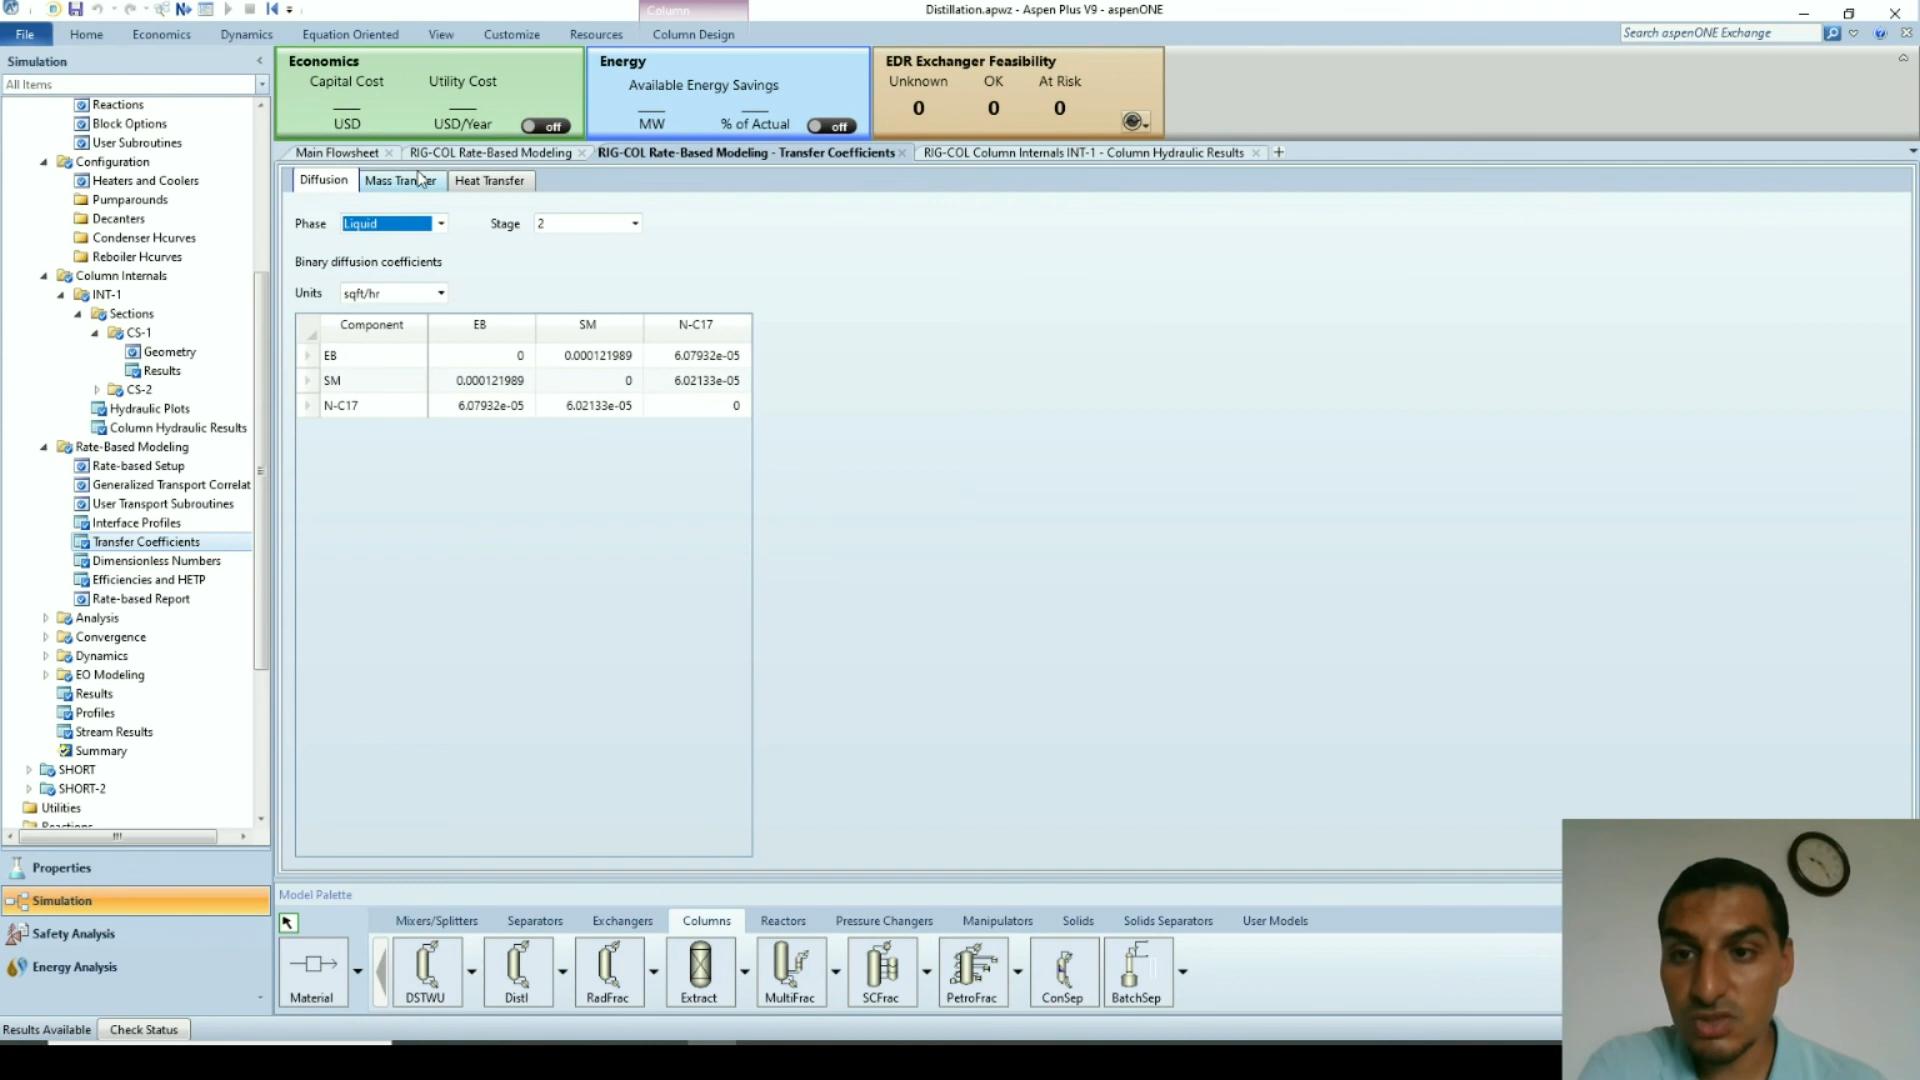 Column
Distillation.apwz - Aspen Plus V9 - aspenONE
File Home Economics Dynamics Equation Oriented View Customize Resources Column Design
Search aspenONE Exchange
Simulation
All Items
Reactions
Block Options
User Subroutines
Configuration
Heaters and Coolers
Pumparounds
Decanters
Condenser Hcurves
Reboiler Hcurves
Column Internals
INT-1
Sections
CS-1
Geometry
Results
CS-2
Hydraulic Plots
Column Hydraulic Results
Rate-Based Modeling
Rate-based Setup
Generalized Transport Correlat
User Transport Subroutines
Interface Profiles
Transfer Coefficients
Dimensionless Numbers
Efficiencies and HETP
Rate-based Report
Analysis
Convergence
Dynamics
EO Modeling
Results
Profiles
Stream Results
Summary
SHORT
SHORT-2
Utilities
Reactions
Properties
Simulation
Safety Analysis
Energy Analysis
Economics
Capital Cost Utility Cost
USD USD/Year off
Energy
Available Energy Savings
MW % of Actual off
EDR Exchanger Feasibility
Unknown OK At Risk
0 0 0
Main Flowsheet RIG-COL Rate-Based Modeling RIG-COL Rate-Based Modeling - Transfer Coefficients RIG-COL Column Internals INT-1 - Column Hydraulic Results +
Diffusion Mass Transfer Heat Transfer
Phase Liquid Stage 2
Binary diffusion coefficients
Units sqft/hr
Component EB SM N-C17
EB 0 0.000121989 6.07932e-05
SM 0.000121989 0 6.02133e-05
N-C17 6.07932e-05 6.02133e-05 0
Model Palette
Mixers/Splitters Separators Exchangers Columns Reactors Pressure Changers Manipulators Solids Solids Separators User Models
Material DSTWU Distl RadFrac Extract MultiFrac SCFrac PetroFrac ConSep BatchSep
Results Available Check Status